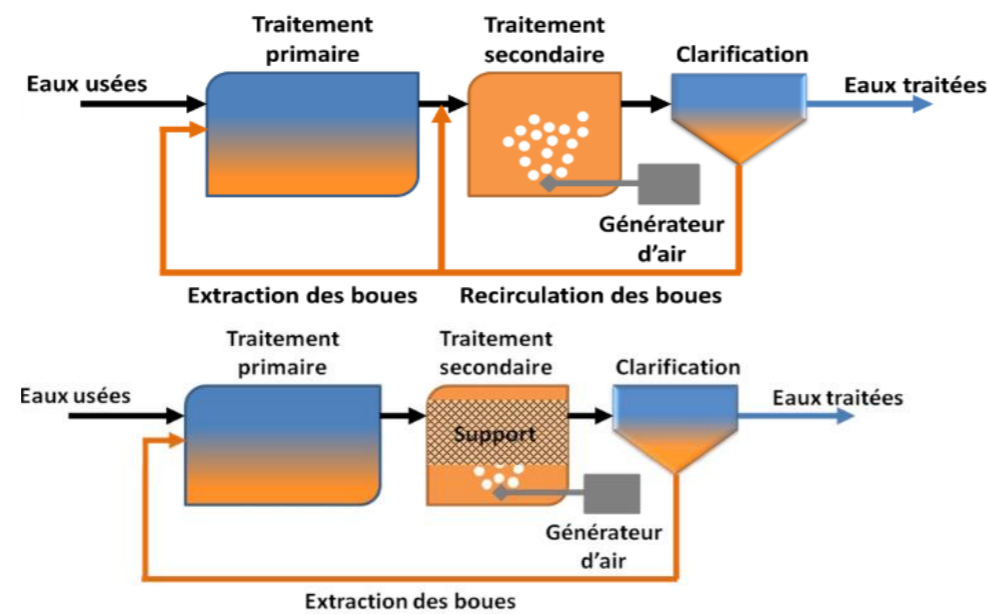 Traitement
primaire
Traitement
secondaire
Clarification
Eaux usées
Eaux traitées
Générateur
d'air
Extraction des boues
Recirculation des boues
Traitement
primaire
Traitement
secondaire
Clarification
Eaux usées
Eaux traitées
Support
Générateur
d'air
Extraction des boues